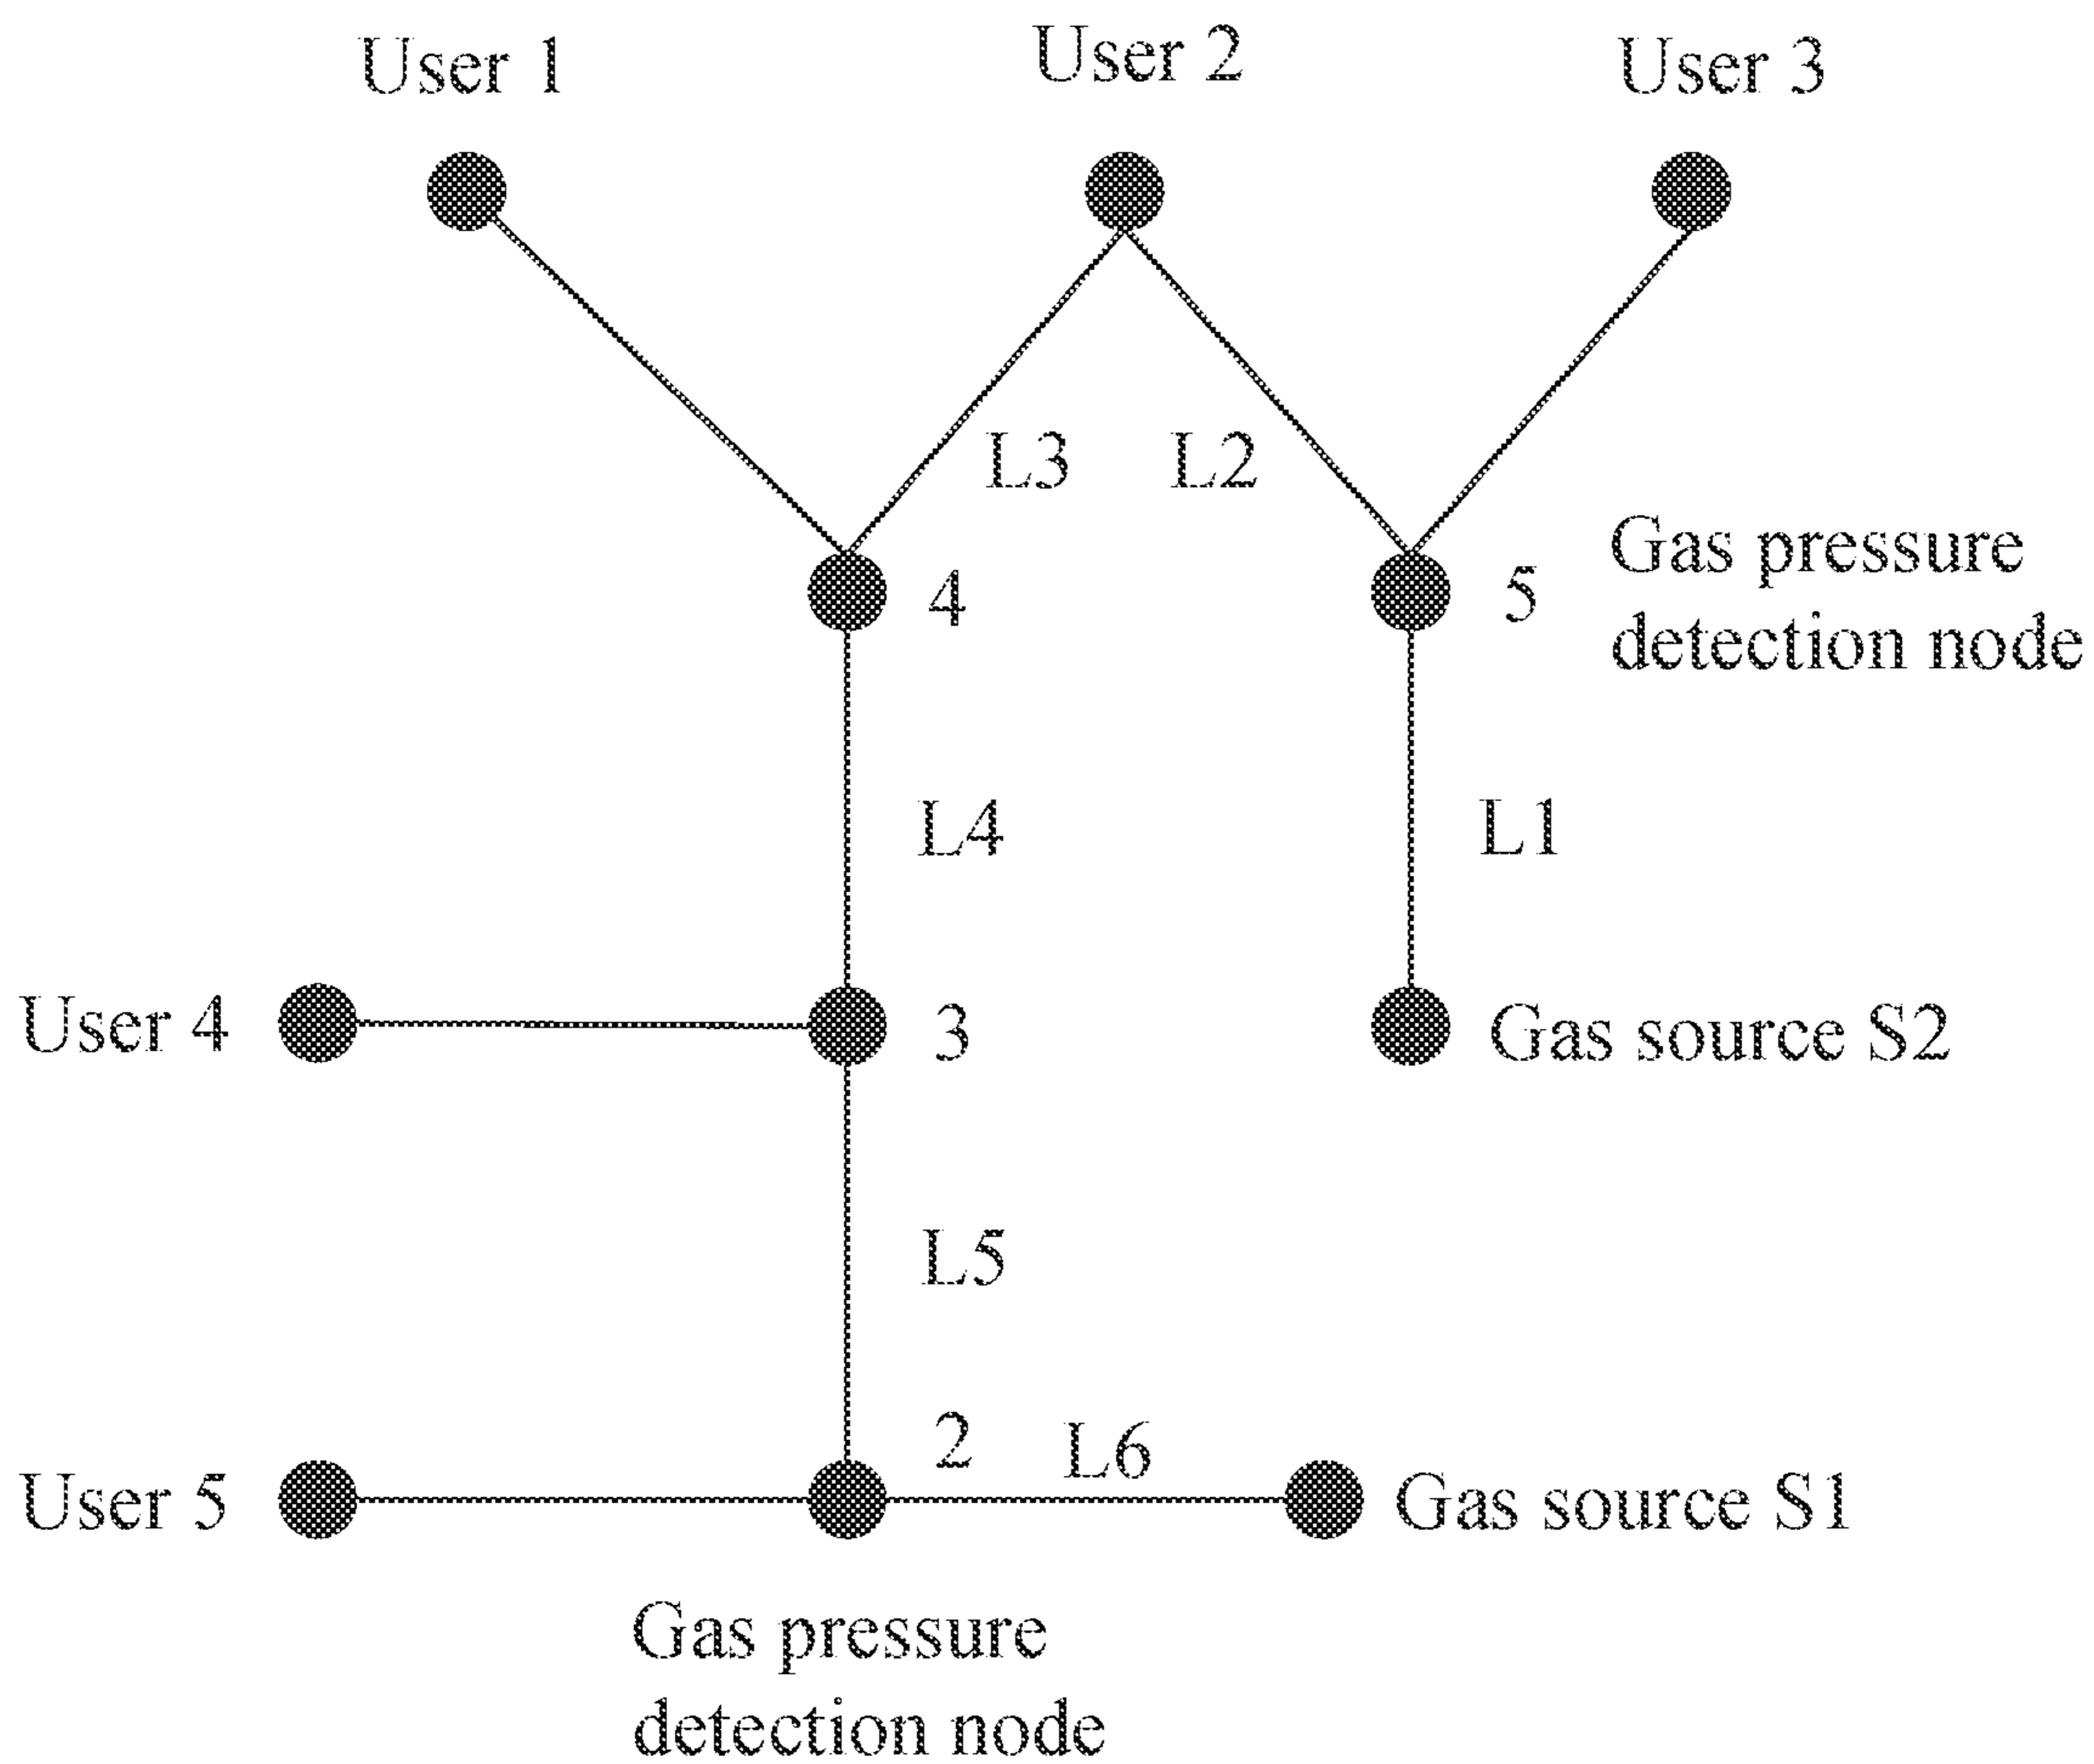 User 1
User 2
User 3
L3
L2
4
5
Gas pressure
detection node
L4
L1
User 4
3
Gas source S2
L5
2
L6
User 5
Gas source S1
Gas pressure
detection node